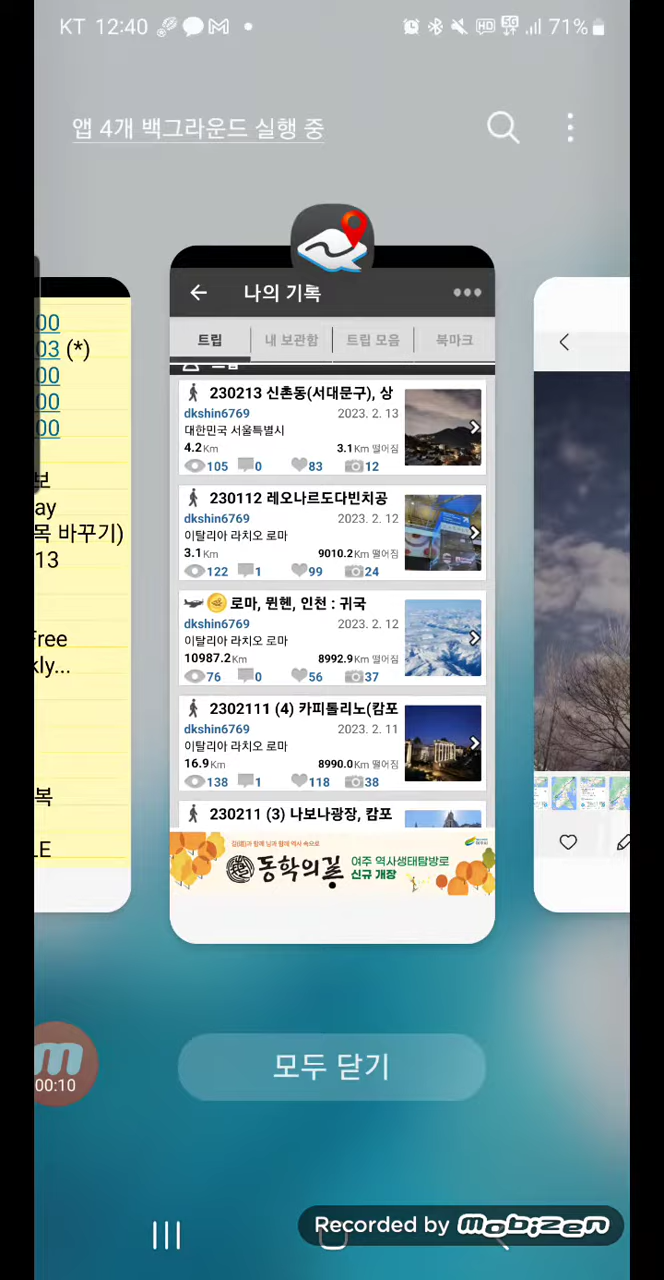 KT 12:40
71%
앱 4개 백그라운드 실행 중
00
03 (*)
00
00
00
보
ay
목 바꾸기)
13
Free
kly...
복
LE
나의 기록
트립
내 보관함
트립 모음
북마크
230213 신촌동(서대문구), 상
dkshin6769
2023. 2. 13
대한민국 서울특별시
4.2Km
3.1Km 떨어짐
105 0 83 12
230112 레오나르도다빈치공
dkshin6769
2023. 2. 12
이탈리아 라치오 로마
3.1Km
9010.2Km 떨어짐
122 1 99 24
로마, 뮌헨, 인천 : 귀국
dkshin6769
2023. 2. 12
이탈리아 라치오 로마
10987.2Km
8992.9Km 떨어짐
76 0 56 37
2302111 (4) 카피톨리노(캄포
dkshin6769
2023. 2. 11
이탈리아 라치오 로마
16.9Km
8990.0Km 떨어짐
138 1 118 38
230211 (3) 나보나광장, 캄포
동학의길
여주 역사생태탐방로
신규 개장
00:10
모두 닫기
Recorded by mobizen